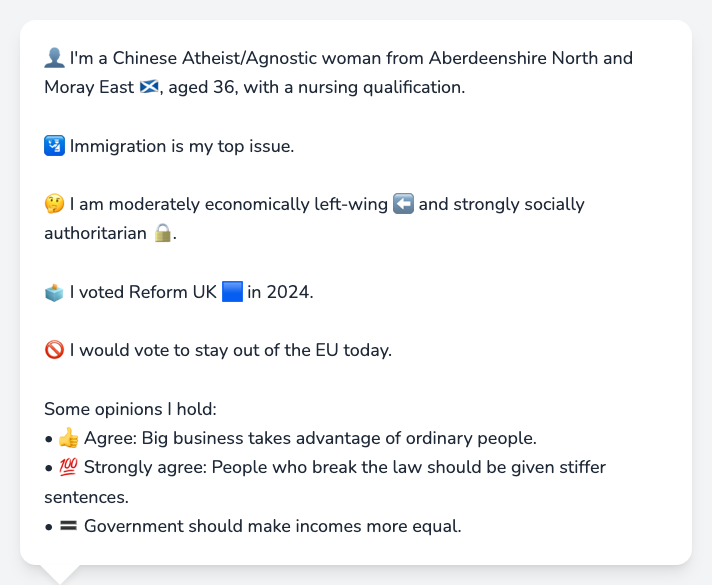 👤 I'm a Chinese Atheist/Agnostic woman from Aberdeenshire North and
Moray East 🏴󠁧󠁢󠁳󠁣󠁴󠁿, aged 36, with a nursing qualification.
🛂 Immigration is my top issue.
🤔 I am moderately economically left-wing ⬅️ and strongly socially
authoritarian 🔒.
🗳️ I voted Reform UK 🟦 in 2024.
🚫 I would vote to stay out of the EU today.
Some opinions I hold:
• 👍 Agree: Big business takes advantage of ordinary people.
• 💯 Strongly agree: People who break the law should be given stiffer
sentences.
• 🟰 Government should make incomes more equal.